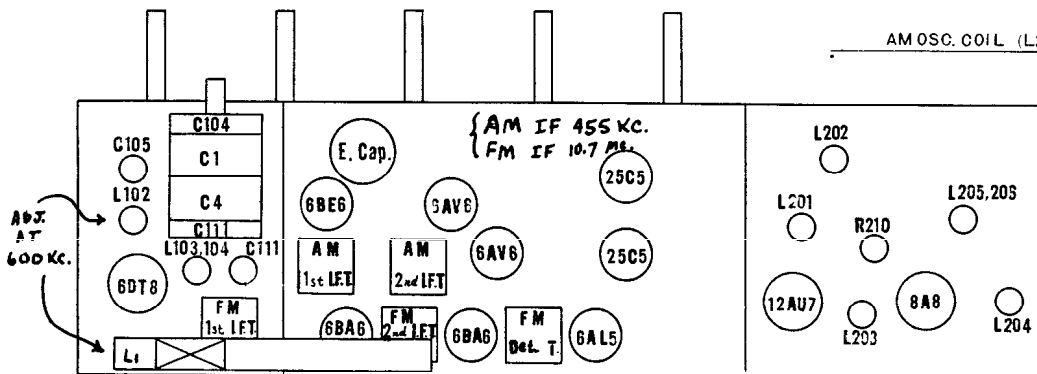 AM OSC. COIL (L2
C104
C105
C1
L102
C4
C111
L103,104
C111
ADJ.
AT
600 KC.
6DT8
FM
1st I.F.T.
L1
E. Cap.
{AM IF 455 KC.
FM IF 10.7 MC.
6BE6
6AV6
25C5
AM
1st I.F.T.
AM
2nd I.F.T.
6AV6
25C5
6BA6
FM
2nd I.F.T.
6BA6
FM
Det. T.
6AL5
L202
L201
L205,206
R210
12AU7
8A8
L203
L204